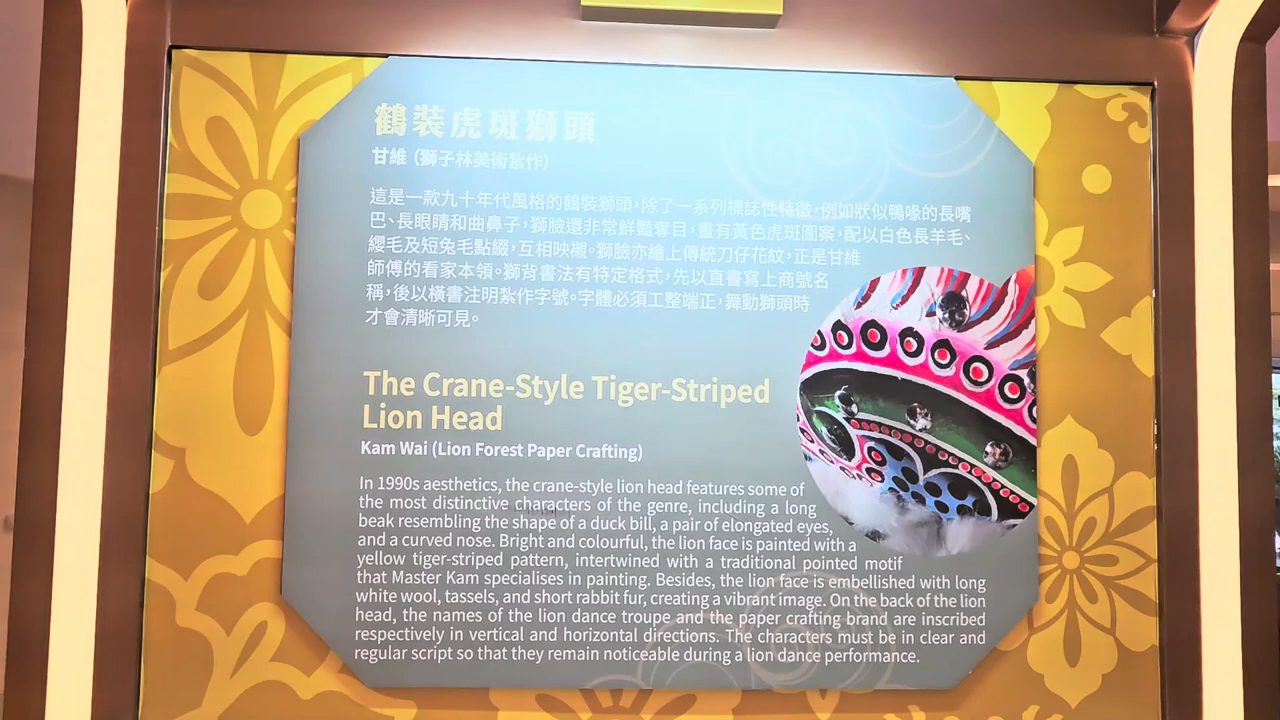 鶴裝虎斑獅頭
甘維（獅子林美術紮作）
這是一款九十年代風格的鶴裝獅頭，除了一系列標誌性特徵，例如狀似鴨喙的長嘴
巴、長眼睛和曲鼻子，獅臉還非常鮮豔奪目，畫有黃色虎斑圖案，配以白色長羊毛、
纓毛及短兔毛點綴，互相映襯。獅臉亦繪上傳統刀仔花紋，正是甘維
師傅的看家本領。獅背書法有特定格式，先以直書寫上商號名
稱，後以橫書注明紮作字號。字體必須工整端正，舞動獅頭時
才會清晰可見。
The Crane-Style Tiger-Striped
Lion Head
Kam Wai (Lion Forest Paper Crafting)
In 1990s aesthetics, the crane-style lion head features some of
the most distinctive characters of the genre, including a long
beak resembling the shape of a duck bill, a pair of elongated eyes,
and a curved nose. Bright and colourful, the lion face is painted with a
yellow tiger-striped pattern, intertwined with a traditional pointed motif
that Master Kam specialises in painting. Besides, the lion face is embellished with long
white wool, tassels, and short rabbit fur, creating a vibrant image. On the back of the lion
head, the names of the lion dance troupe and the paper crafting brand are inscribed
respectively in vertical and horizontal directions. The characters must be in clear and
regular script so that they remain noticeable during a lion dance performance.